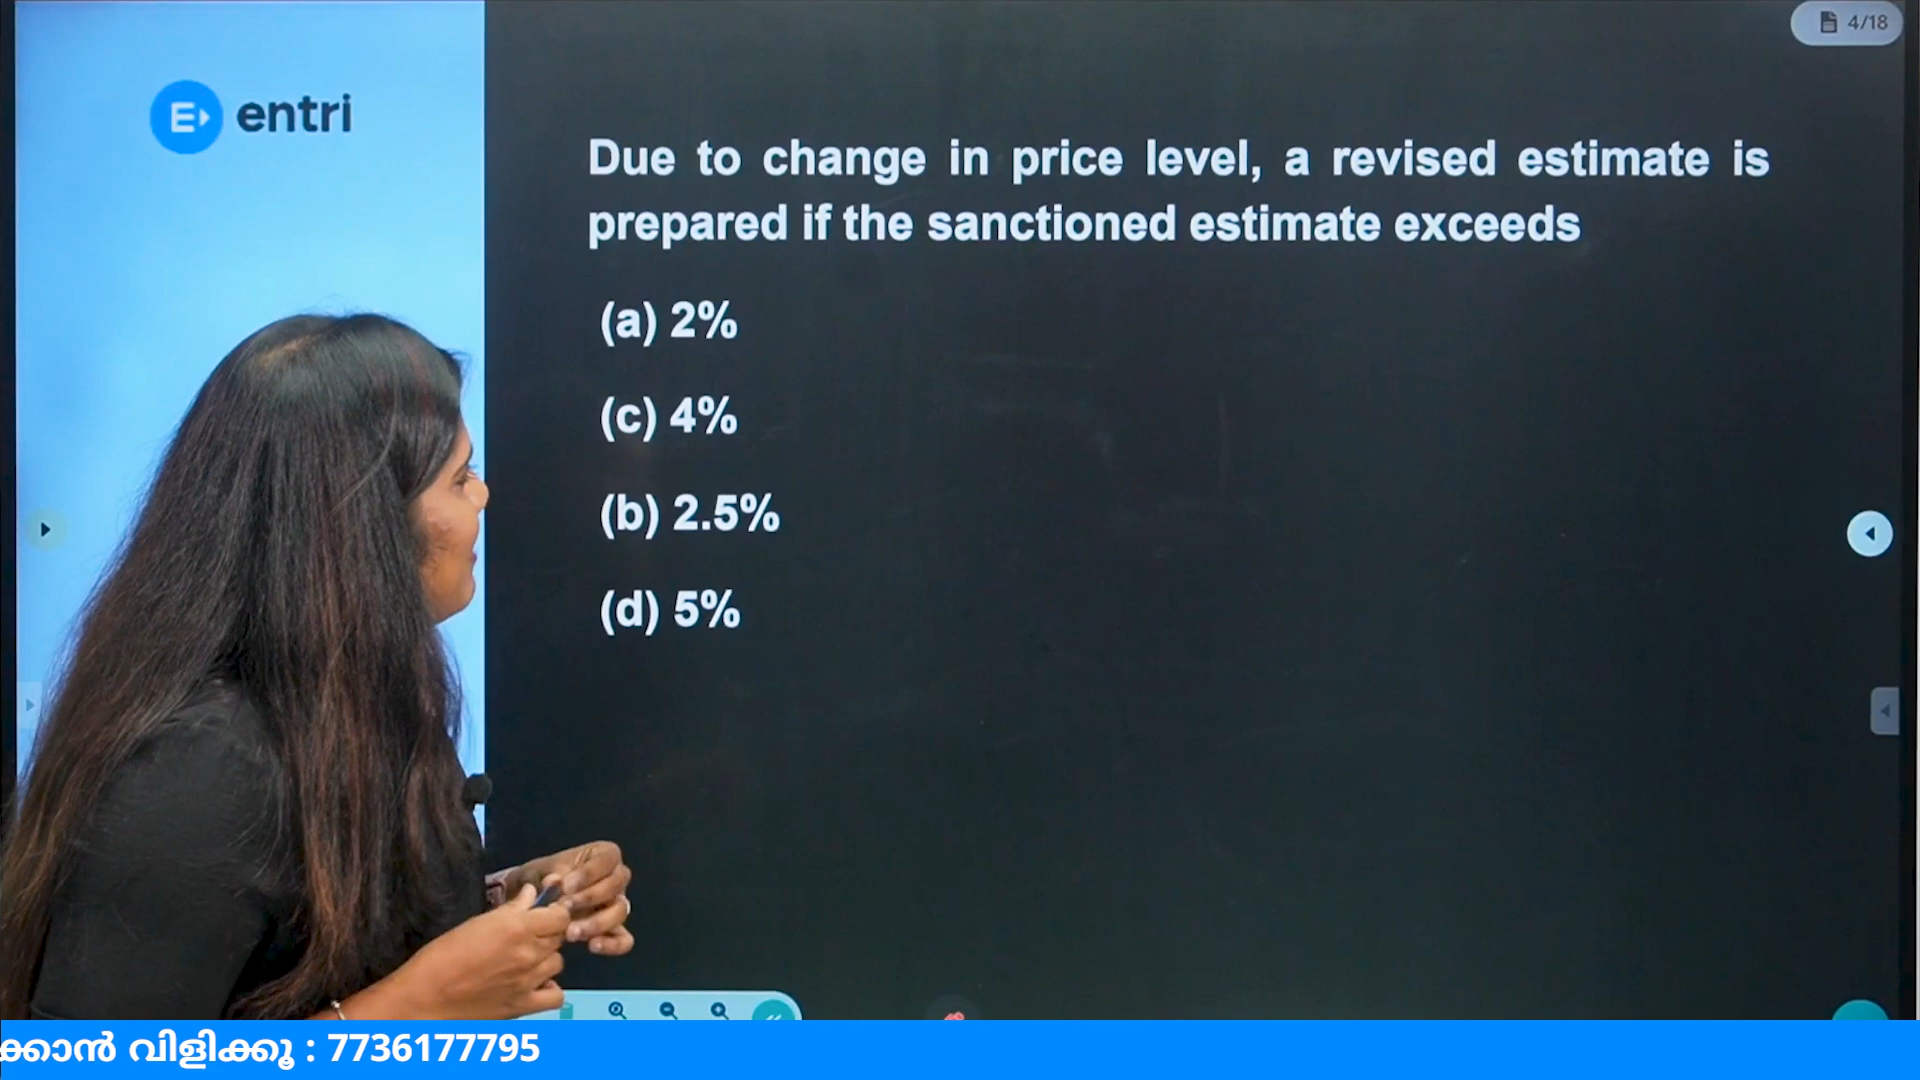 4/18
E entri
Due to change in price level, a revised estimate is
prepared if the sanctioned estimate exceeds
(a) 2%
(c) 4%
(b) 2.5%
(d) 5%
ക്കാൻ വിളിക്കൂ : 7736177795